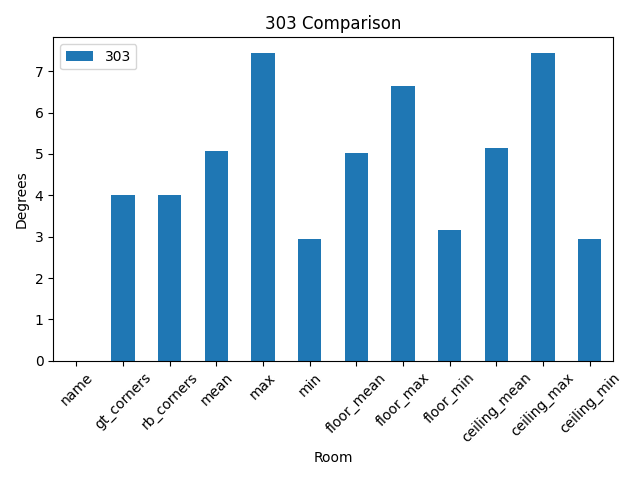 303 Comparison
303
7
6
5
4
3
2
1
0
Degrees
name
gt_corners
rb_corners
mean
max
min
floor_mean
floor_max
floor_min
ceiling_mean
ceiling_max
ceiling_min
Room